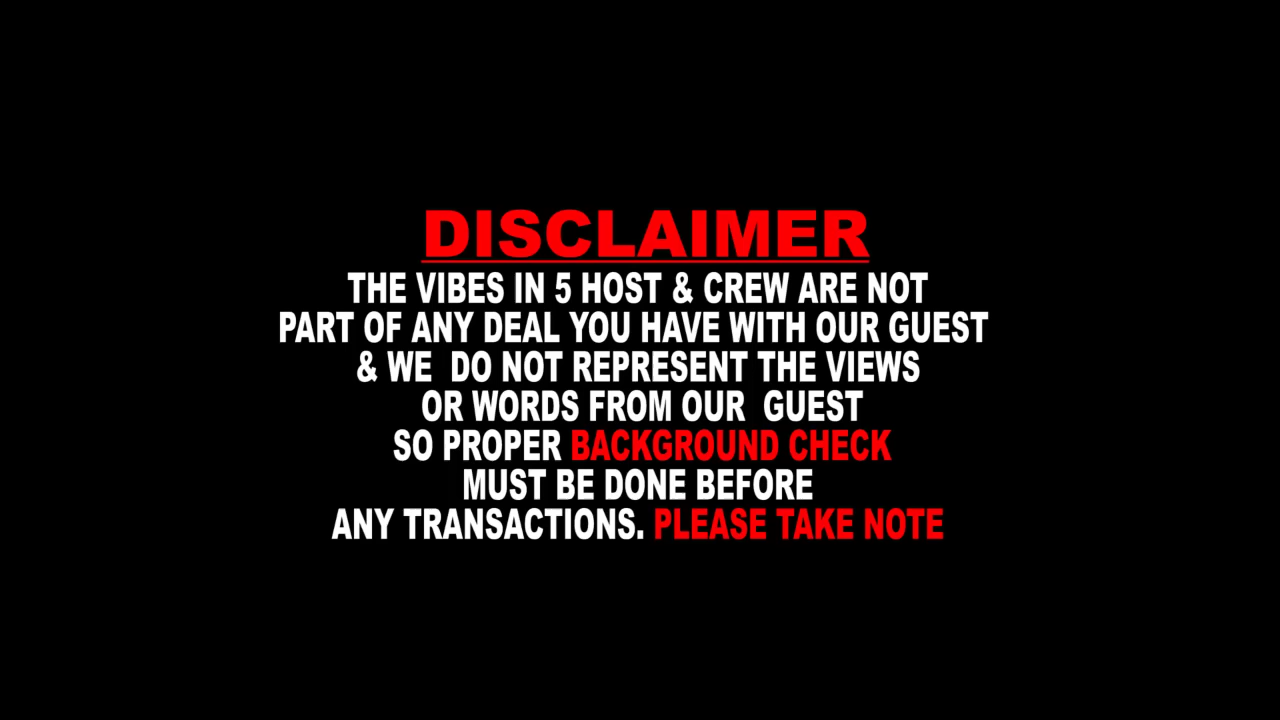 DISCLAIMER
THE VIBES IN 5 HOST & CREW ARE NOT
PART OF ANY DEAL YOU HAVE WITH OUR GUEST
& WE  DO NOT REPRESENT THE VIEWS
OR WORDS FROM OUR  GUEST
SO PROPER BACKGROUND CHECK
MUST BE DONE BEFORE
ANY TRANSACTIONS. PLEASE TAKE NOTE